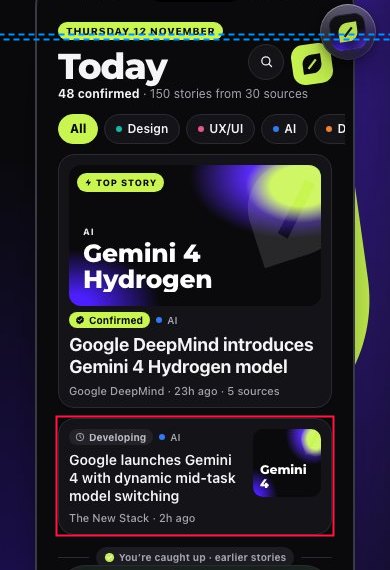 THURSDAY 12 NOVEMBER
Today
48 confirmed · 150 stories from 30 sources
All
Design
UX/UI
AI
D
TOP STORY
AI
Gemini 4
Hydrogen
Confirmed
AI
Google DeepMind introduces
Gemini 4 Hydrogen model
Google DeepMind · 23h ago · 5 sources
Developing
AI
Google launches Gemini
4 with dynamic mid-task
model switching
Gemini
4
The New Stack · 2h ago
You're caught up · earlier stories